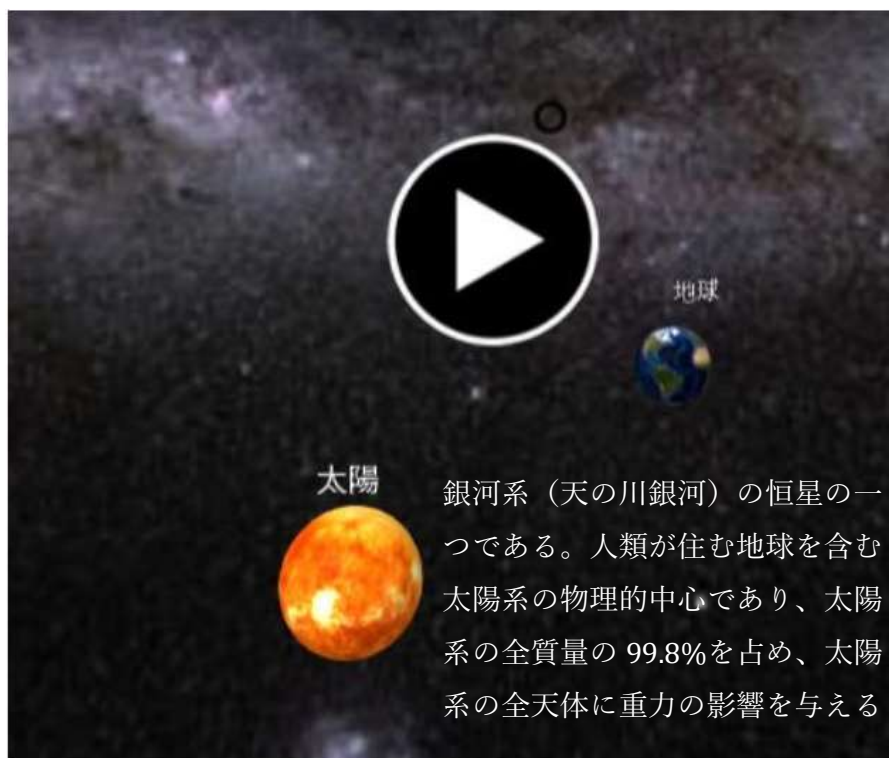 地球
太陽
銀河系（天の川銀河）の恒星の一
つである。人類が住む地球を含む
太陽系の物理的中心であり、太陽
系の全質量の 99.8%を占め、太陽
系の全天体に重力の影響を与える